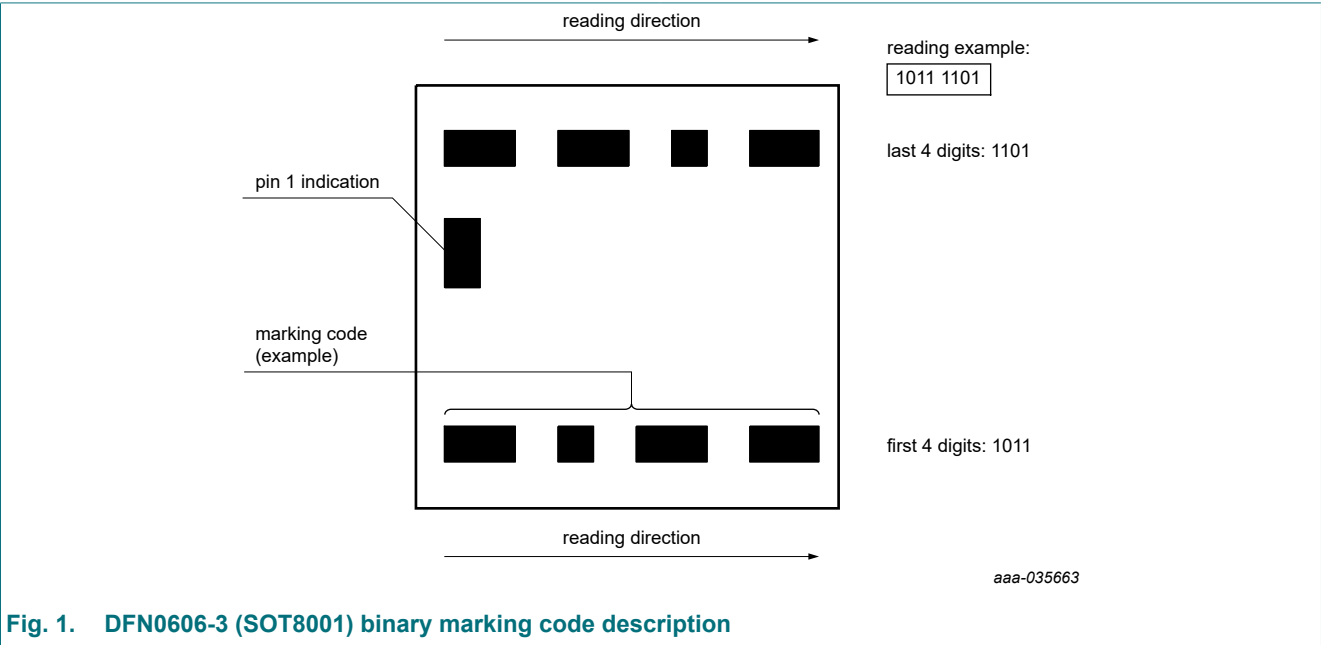 reading direction
reading example:
1011 1101
last 4 digits: 1101
pin 1 indication
marking code
(example)
first 4 digits: 1011
reading direction
aaa-035663
Fig. 1. DFN0606-3 (SOT8001) binary marking code description